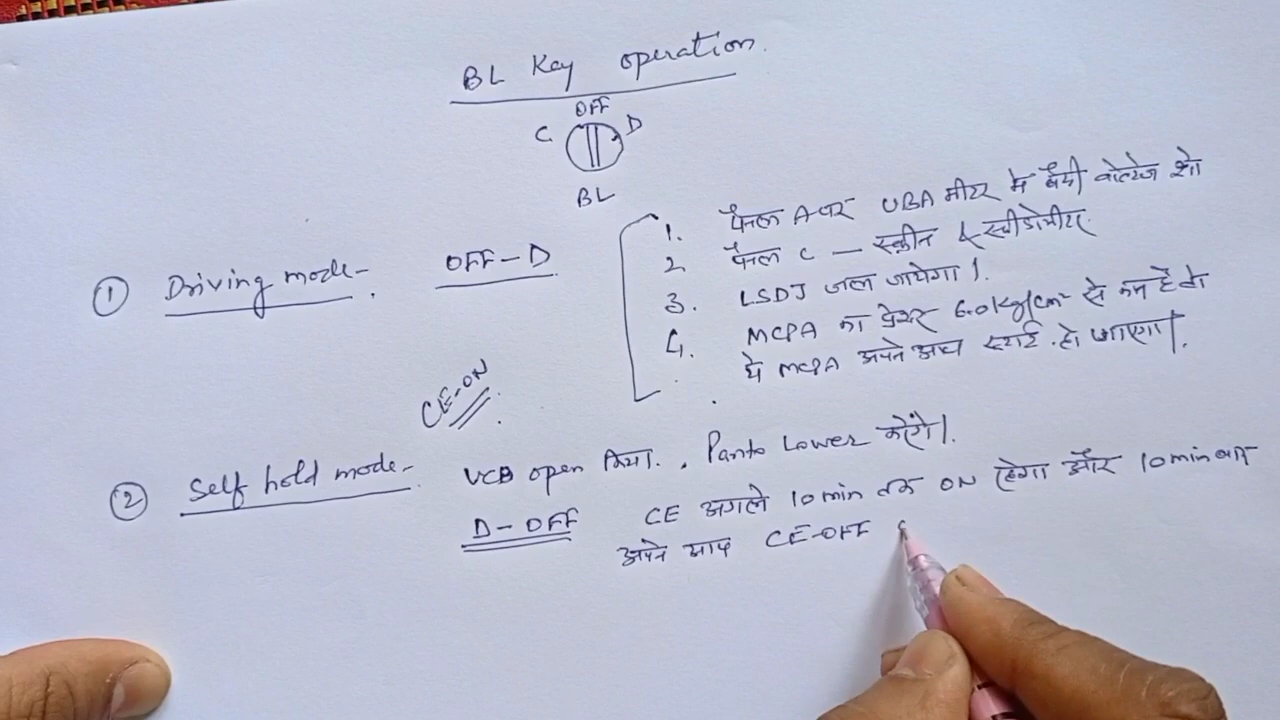 BL Key operation.
OFF
C D
BL
① Driving mode- OFF-D
1. पैनल A पर UBA मीटर में बैटरी वोल्टेज शो
2 पैनल C — स्क्रीन & स्पीडोमीटर
3. LSDJ जल जायेगा।
4. MCPA का प्रेशर 6.0kg/cm² से कम है तो
ये MCPA अपने आप स्टार्ट हो जाएगा।
CE-ON
② Self hold mode- VCB open किया. , Panto Lower करेंगे।
D-OFF CE अगले 10 min तक ON रहेगा और 10 min बाद
अपने आप CE-OFF